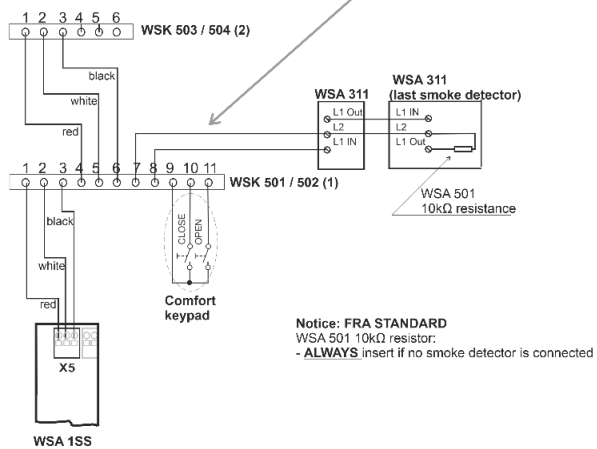 1 2 3 4 5 6
WSK 503 / 504 (2)
black
white
red
WSA 311
WSA 311
(last smoke detector)
L1 Out
L2
L1 IN
L1 IN
L2
L1 Out
1 2 3 4 5 6 7 8 9 10 11
WSK 501 / 502 (1)
WSA 501
10kΩ resistance
black
white
red
CLOSE
OPEN
Comfort
keypad
X5
WSA 1SS
Notice: FRA STANDARD
WSA 501 10kΩ resistor:
- ALWAYS insert if no smoke detector is connected